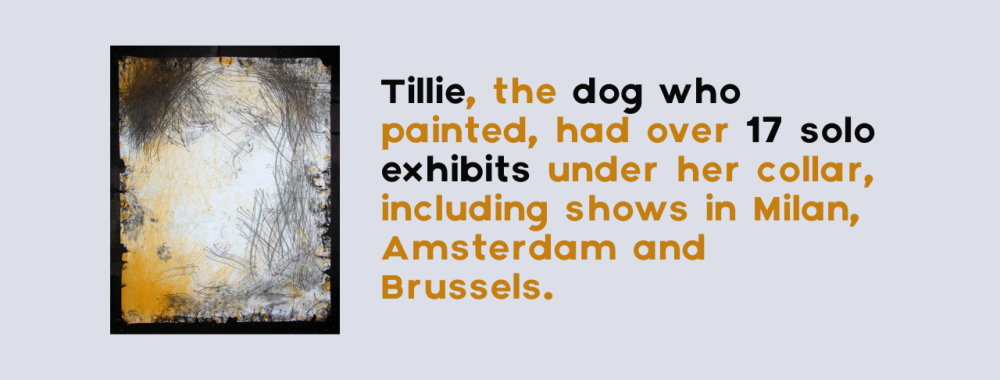 Tillie, the dog who
painted, had over 17 solo
exhibits under her collar,
including shows in Milan,
Amsterdam and
Brussels.